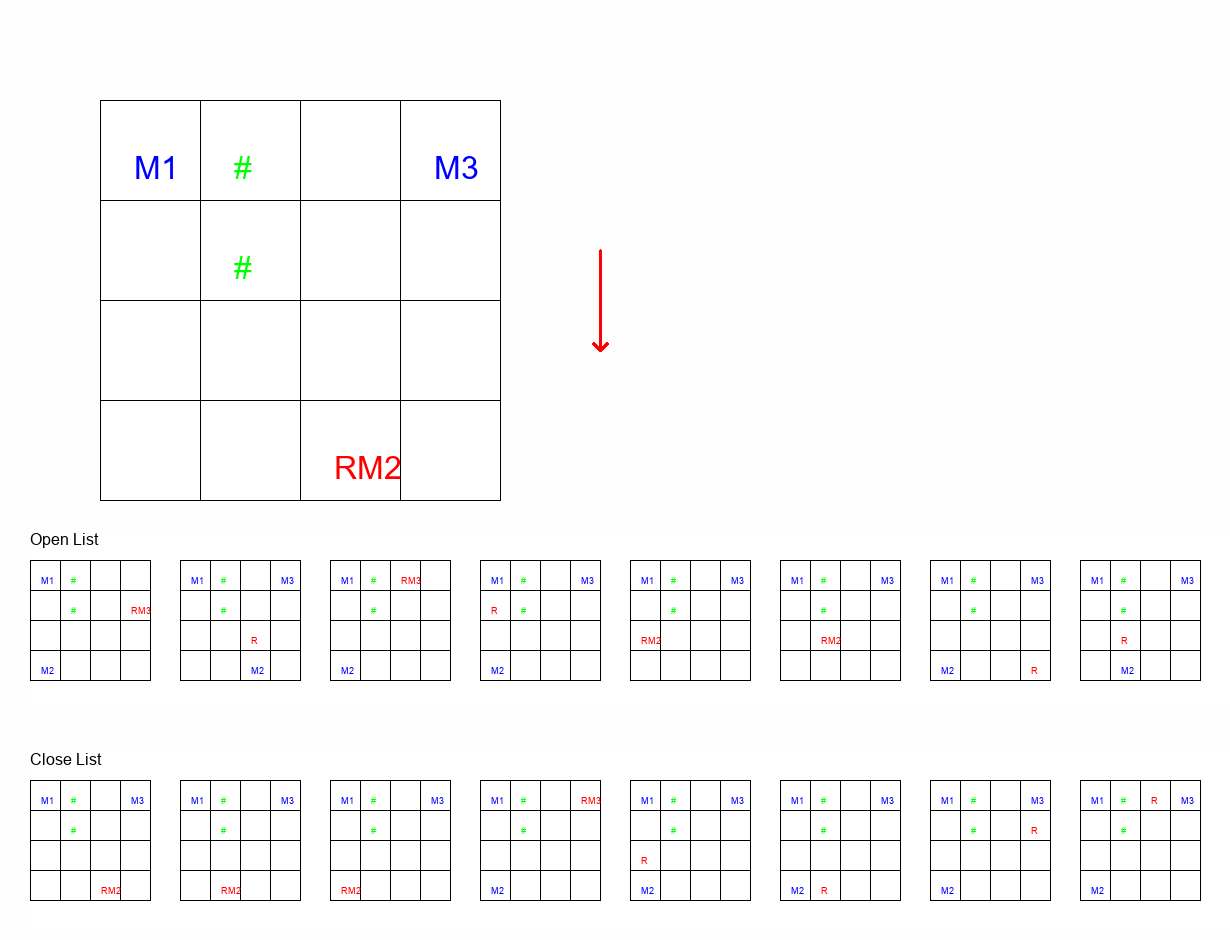 M1 # M3
#
RM2
Open List
M1 # M1 # M3 M1 # RM3 M1 # M3 M1 # M3 M1 # M3 M1 # M3 M1 # M3
# RM3 # # R # # # # #
R RM2 RM2 R
M2 M2 M2 M2 M2 R M2
Close List
M1 # M3 M1 # M3 M1 # M3 M1 # RM3 M1 # M3 M1 # M3 M1 # M3 M1 # R M3
# # # # # # # R #
R
RM2 RM2 RM2 M2 M2 M2 R M2 M2